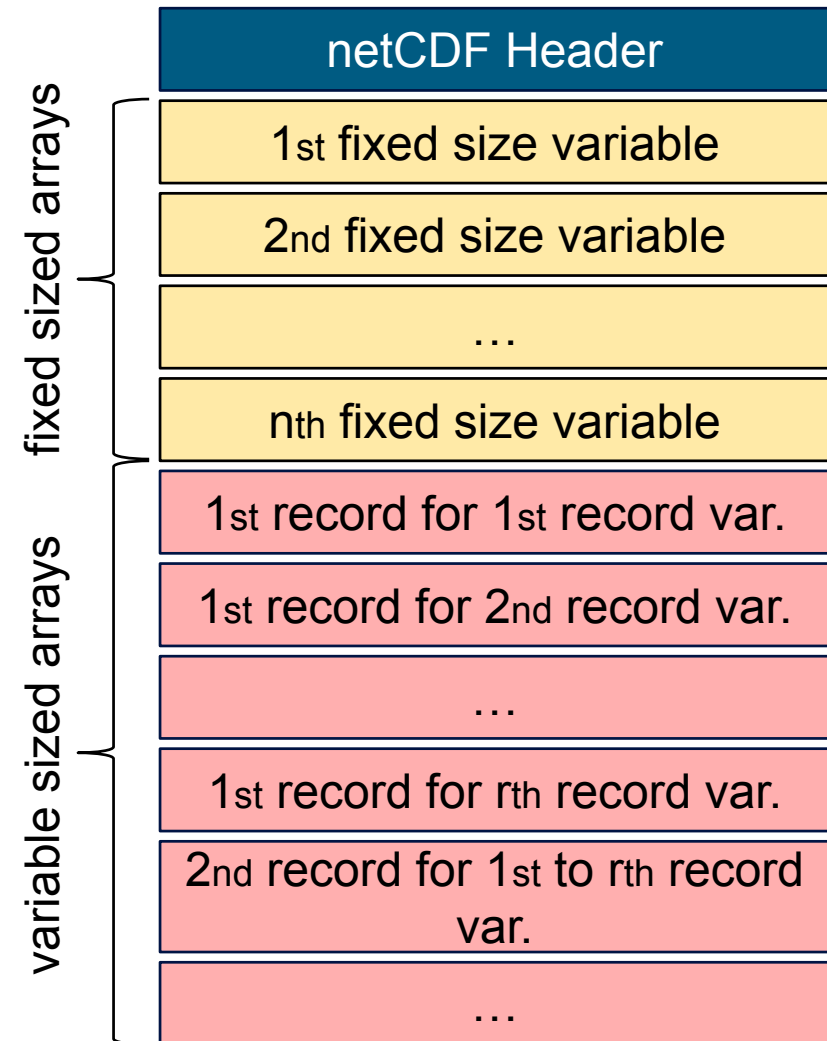 netCDF Header
fixed sized arrays
1st fixed size variable
2nd fixed size variable
…
nth fixed size variable
variable sized arrays
1st record for 1st record var.
1st record for 2nd record var.
…
1st record for rth record var.
2nd record for 1st to rth record
var.
…